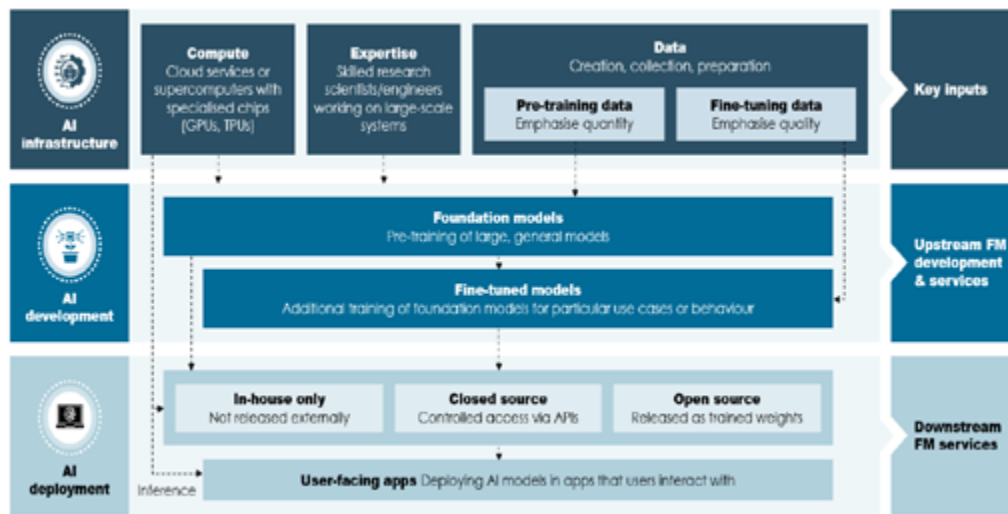 AI
infrastructure
Compute
Cloud services or
supercomputers with
specialised chips
(GPUs, TPUs)
Expertise
Skilled research
scientists/engineers
working on large-scale
systems
Data
Creation, collection, preparation
Pre-training data
Emphasise quantity
Fine-tuning data
Emphasise quality
Key inputs
AI
development
Foundation models
Pre-training of large, general models
Fine-tuned models
Additional training of foundation models for particular use cases or behaviour
Upstream FM
development
& services
AI
deployment
In-house only
Not released externally
Closed source
Controlled access via APIs
Open source
Released as trained weights
Inference
User-facing apps Deploying AI models in apps that users interact with
Downstream
FM services